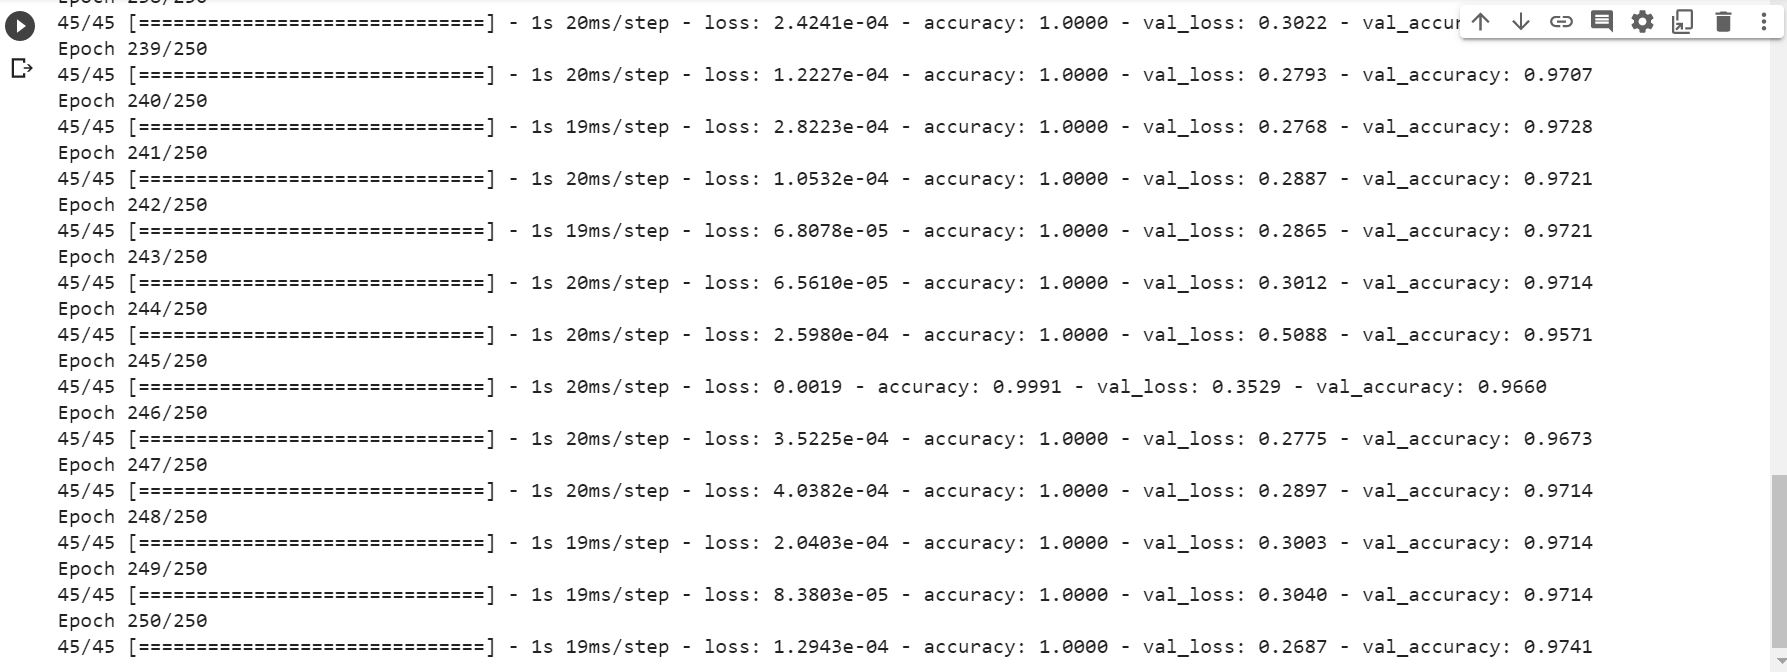 45/45 [==============================] - 1s 20ms/step - loss: 2.4241e-04 - accuracy: 1.0000 - val_loss: 0.3022
Epoch 239/250
45/45 [==============================] - 1s 20ms/step - loss: 1.2227e-04 - accuracy: 1.0000 - val_loss: 0.2793 - val_accuracy: 0.9707
Epoch 240/250
45/45 [==============================] - 1s 19ms/step - loss: 2.8223e-04 - accuracy: 1.0000 - val_loss: 0.2768 - val_accuracy: 0.9728
Epoch 241/250
45/45 [==============================] - 1s 20ms/step - loss: 1.0532e-04 - accuracy: 1.0000 - val_loss: 0.2887 - val_accuracy: 0.9721
Epoch 242/250
45/45 [==============================] - 1s 19ms/step - loss: 6.8078e-05 - accuracy: 1.0000 - val_loss: 0.2865 - val_accuracy: 0.9721
Epoch 243/250
45/45 [==============================] - 1s 20ms/step - loss: 6.5610e-05 - accuracy: 1.0000 - val_loss: 0.3012 - val_accuracy: 0.9714
Epoch 244/250
45/45 [==============================] - 1s 20ms/step - loss: 2.5980e-04 - accuracy: 1.0000 - val_loss: 0.5088 - val_accuracy: 0.9571
Epoch 245/250
45/45 [==============================] - 1s 20ms/step - loss: 0.0019 - accuracy: 0.9991 - val_loss: 0.3529 - val_accuracy: 0.9660
Epoch 246/250
45/45 [==============================] - 1s 20ms/step - loss: 3.5225e-04 - accuracy: 1.0000 - val_loss: 0.2775 - val_accuracy: 0.9673
Epoch 247/250
45/45 [==============================] - 1s 20ms/step - loss: 4.0382e-04 - accuracy: 1.0000 - val_loss: 0.2897 - val_accuracy: 0.9714
Epoch 248/250
45/45 [==============================] - 1s 19ms/step - loss: 2.0403e-04 - accuracy: 1.0000 - val_loss: 0.3003 - val_accuracy: 0.9714
Epoch 249/250
45/45 [==============================] - 1s 19ms/step - loss: 8.3803e-05 - accuracy: 1.0000 - val_loss: 0.3040 - val_accuracy: 0.9714
Epoch 250/250
45/45 [==============================] - 1s 19ms/step - loss: 1.2943e-04 - accuracy: 1.0000 - val_loss: 0.2687 - val_accuracy: 0.9741